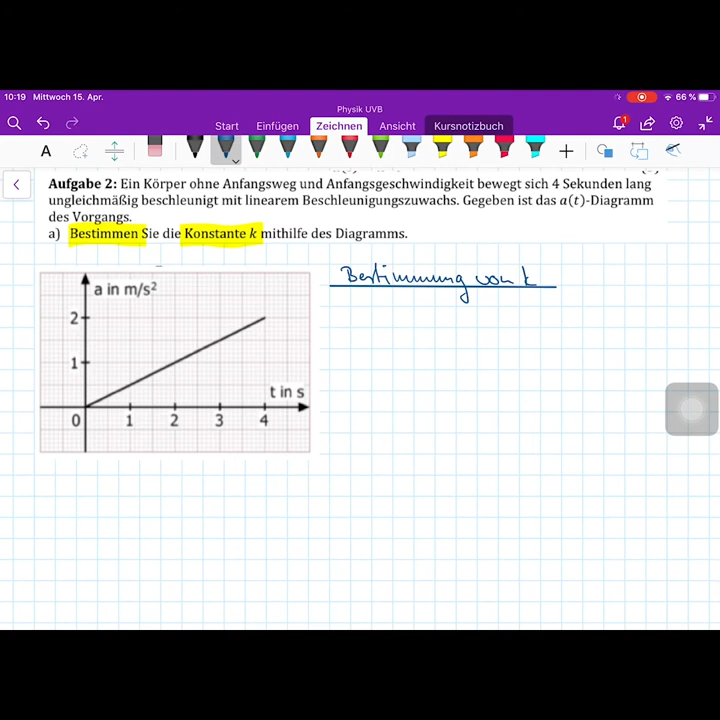 10:19 Mittwoch 15. Apr.
66 %
Physik UVB
Start Einfügen Zeichnen Ansicht Kursnotizbuch
1
A
Aufgabe 2: Ein Körper ohne Anfangsweg und Anfangsgeschwindigkeit bewegt sich 4 Sekunden lang
ungleichmäßig beschleunigt mit linearem Beschleunigungszuwachs. Gegeben ist das a(t)-Diagramm
des Vorgangs.
a) Bestimmen Sie die Konstante k mithilfe des Diagramms.
Bestimmung von k
a in m/s²
2
1
t in s
0 1 2 3 4